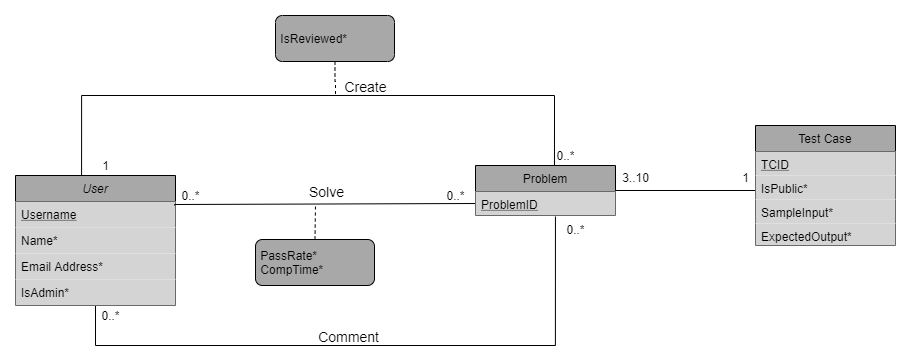 IsReviewed*
Create
1
0..*
User
Username
Name*
Email Address*
IsAdmin*
0..*
Solve
0..*
PassRate*
CompTime*
Problem
ProblemID
3..10
1
Test Case
TCID
IsPublic*
SampleInput*
ExpectedOutput*
0..*
0..*
Comment